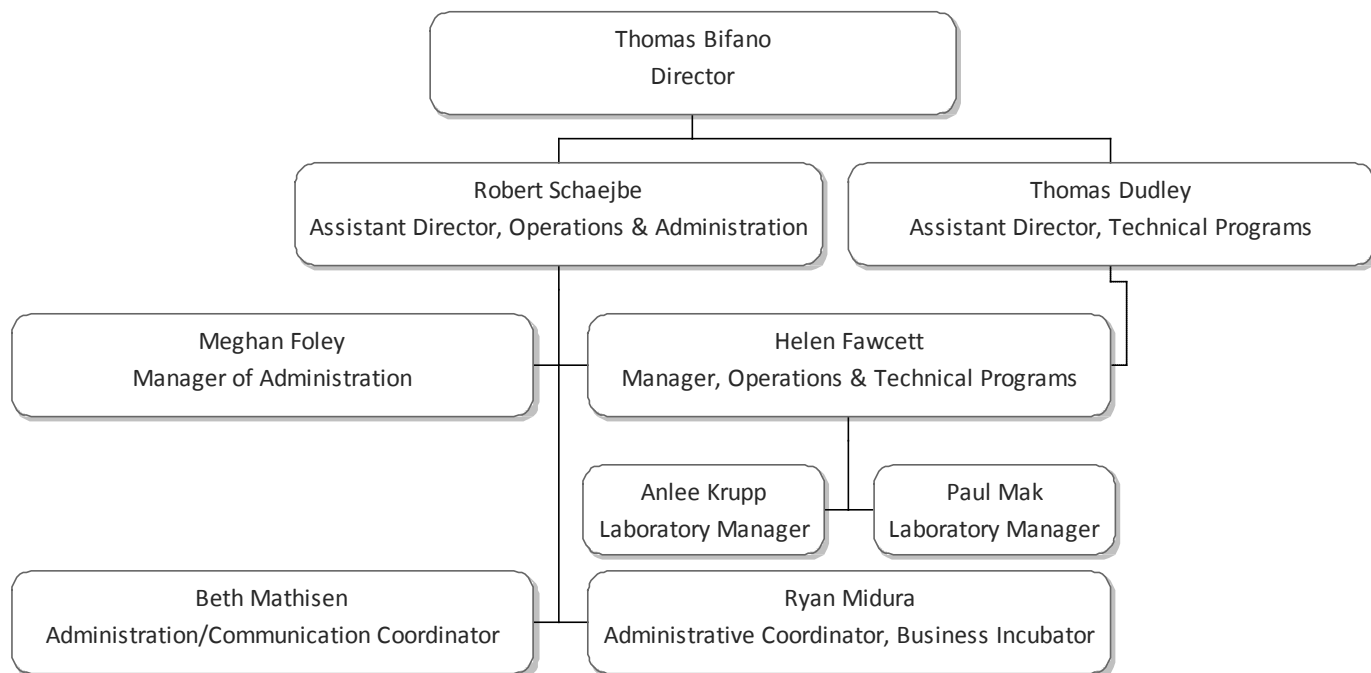 Thomas Bifano
Director
Robert Schaejbe
Assistant Director, Operations & Administration
Thomas Dudley
Assistant Director, Technical Programs
Meghan Foley
Manager of Administration
Helen Fawcett
Manager, Operations & Technical Programs
Anlee Krupp
Laboratory Manager
Paul Mak
Laboratory Manager
Beth Mathisen
Administration/Communication Coordinator
Ryan Midura
Administrative Coordinator, Business Incubator